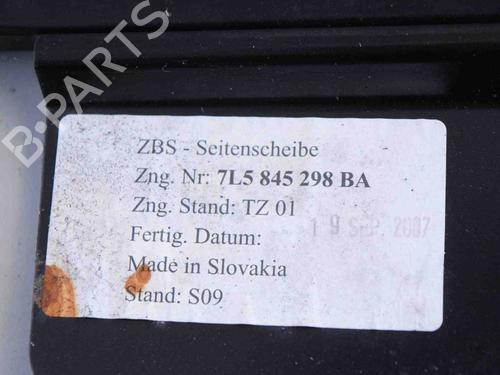 B-PARTS
ZBS - Seitenscheibe
Zng. Nr: 7L5 845 298 BA
Zng. Stand: TZ 01
Fertig. Datum: 19 Sep. 2007
Made in Slovakia
Stand: S09